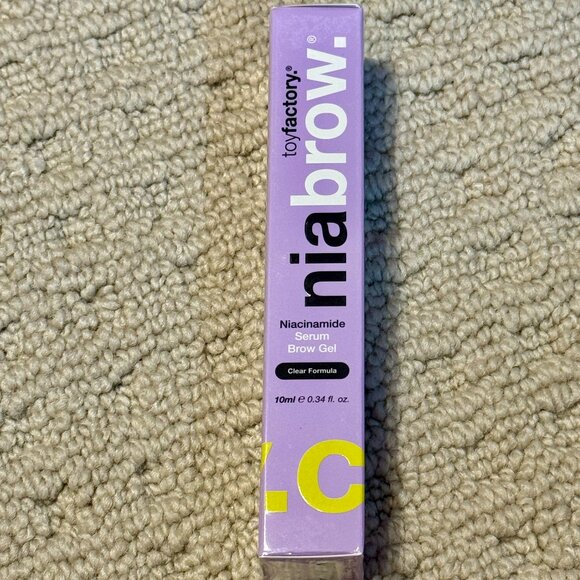 toyfactory.®
niabrow.®
Niacinamide
Serum
Brow Gel
Clear Formula
10ml ℮ 0.34 fl. oz.
.c